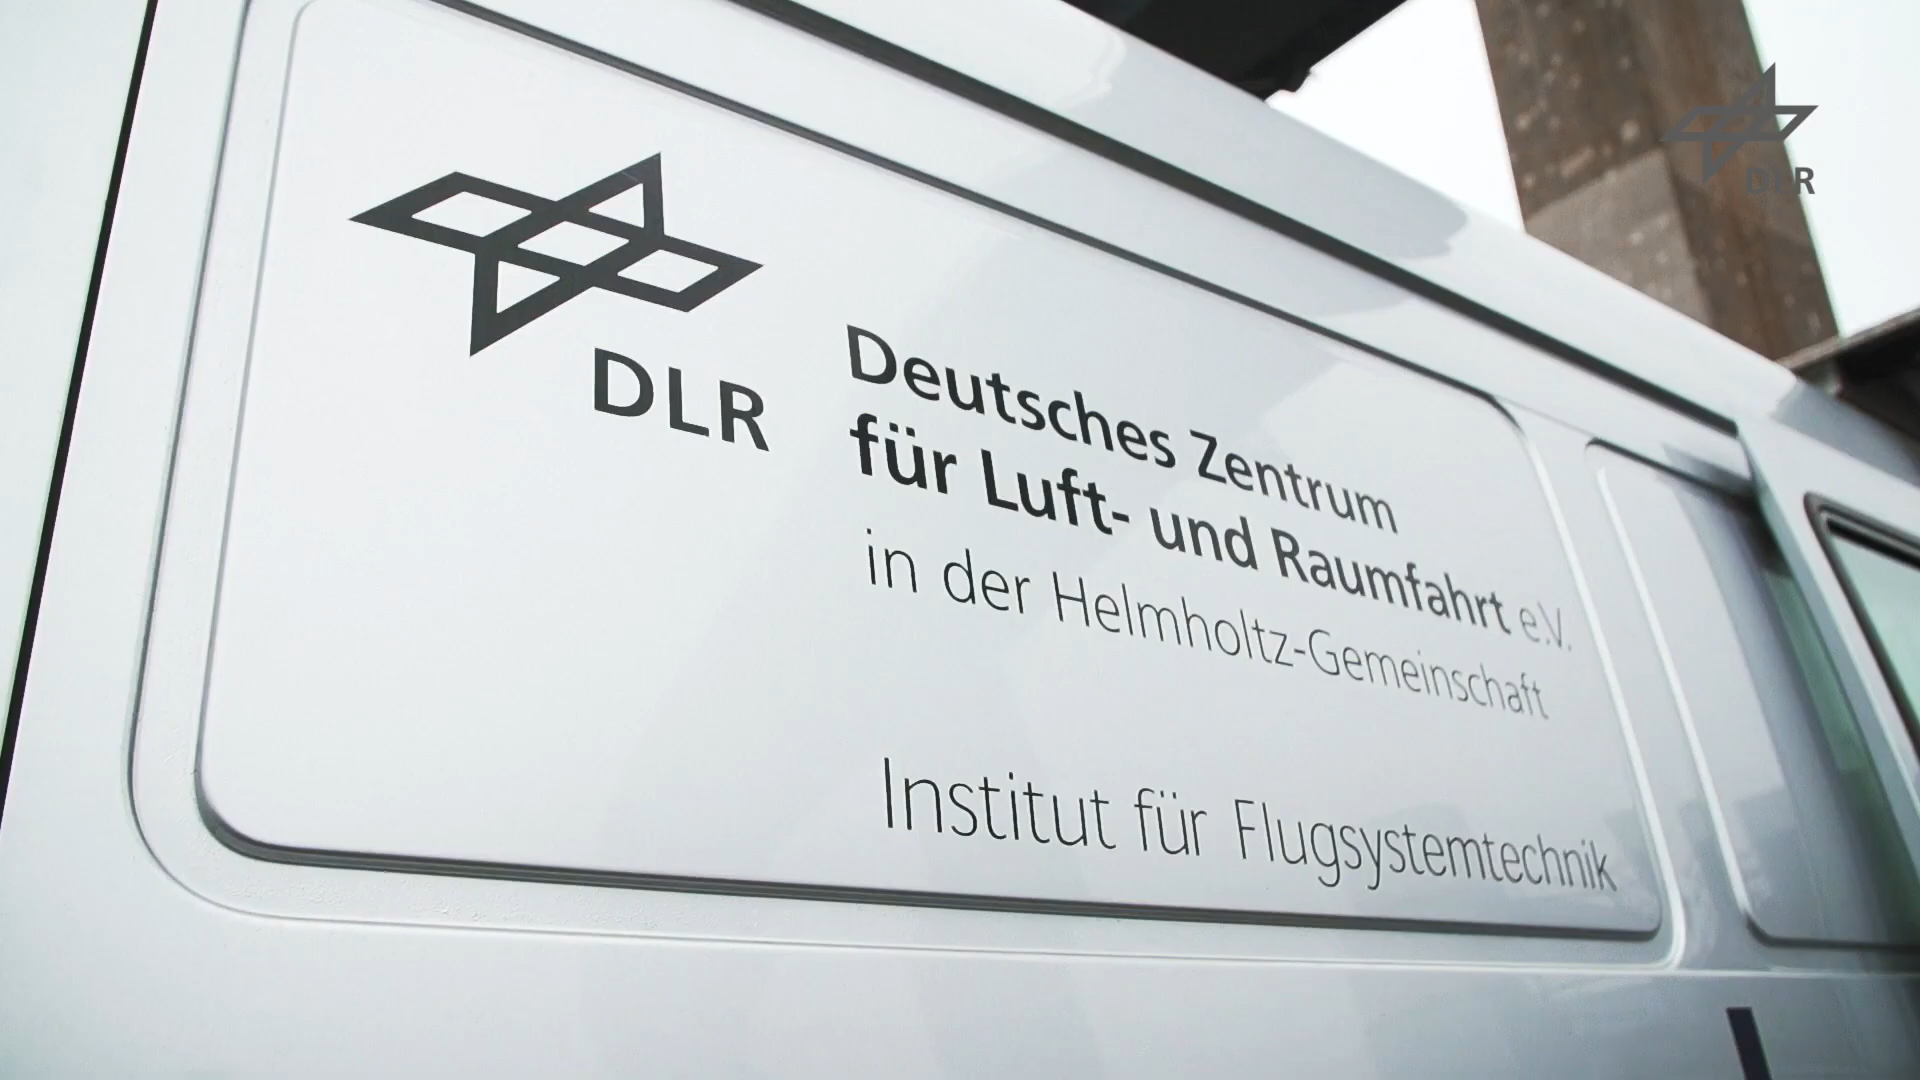 DLR
Deutsches Zentrum
für Luft- und Raumfahrt e.V.
in der Helmholtz-Gemeinschaft
Institut für Flugsystemtechnik
DLR